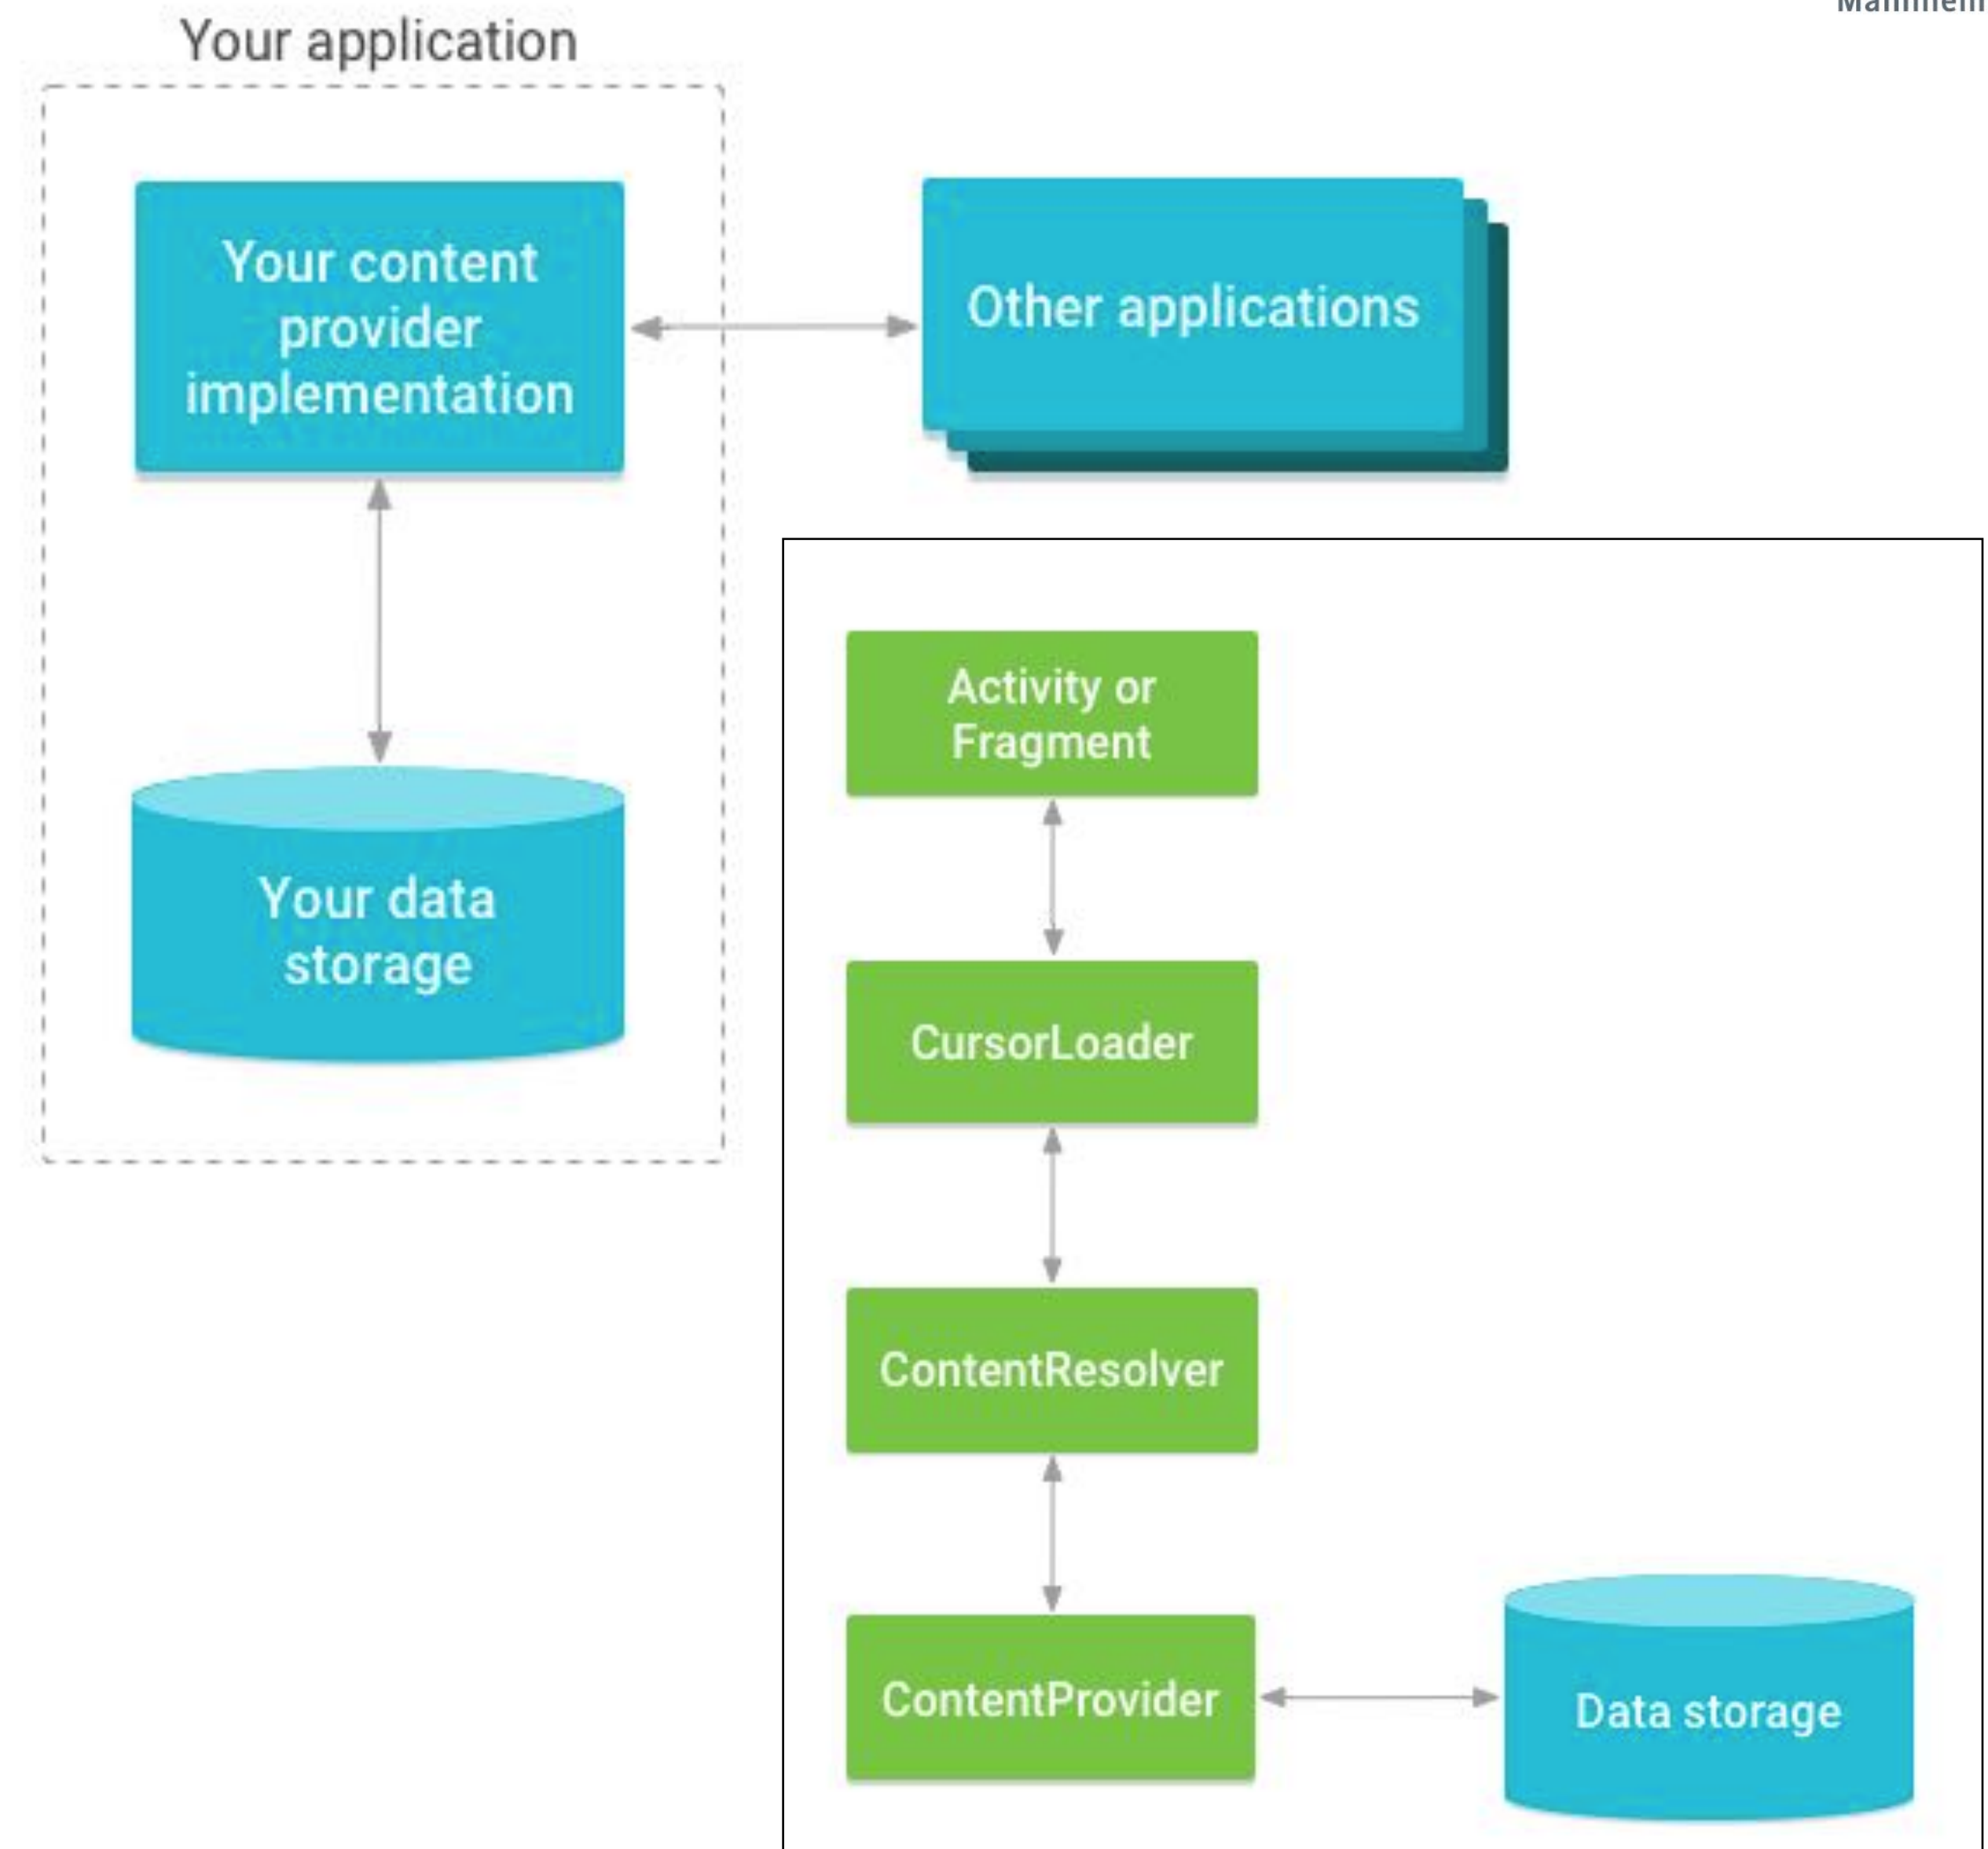 Your application
Your content
provider
implementation
Other applications
Your data
storage
Activity or
Fragment
CursorLoader
ContentResolver
ContentProvider
Data storage